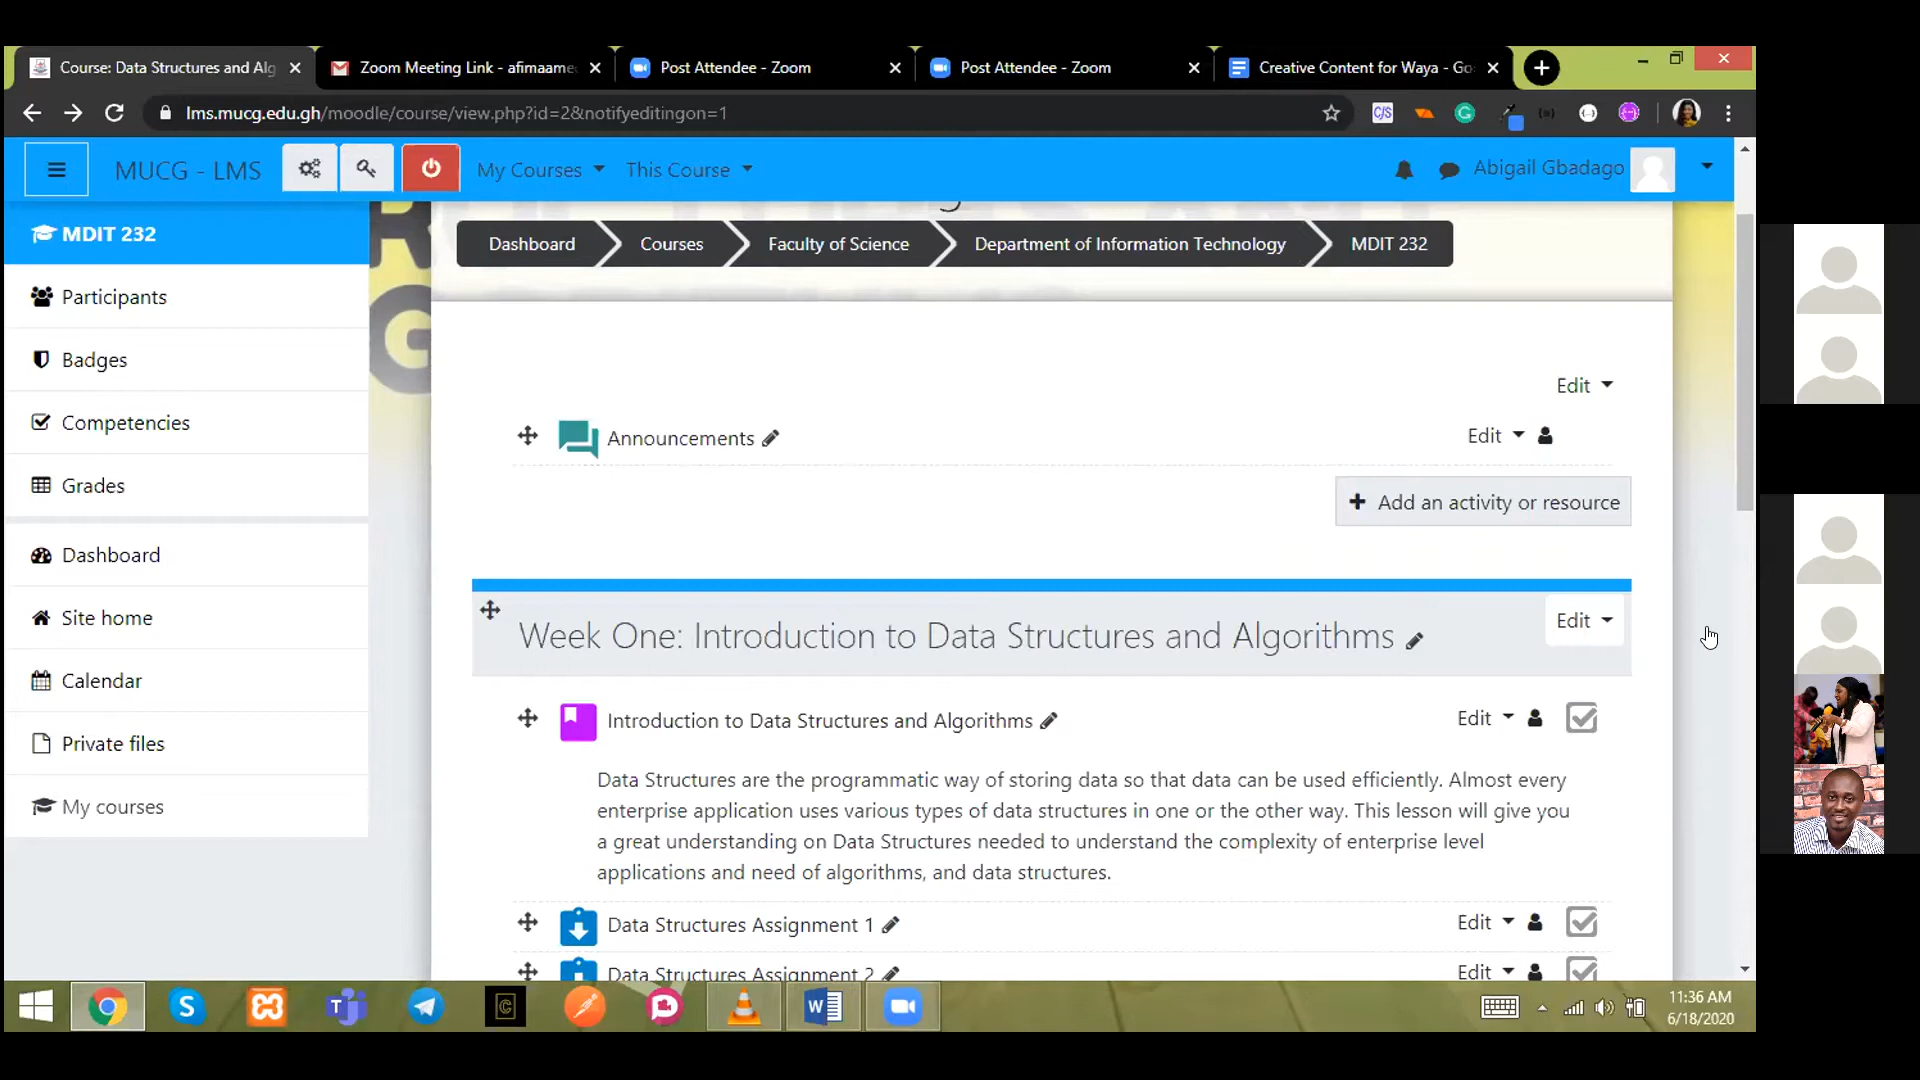 Course: Data Structures and Alg
Zoom Meeting Link - afimaame
Post Attendee - Zoom
Post Attendee - Zoom
Creative Content for Waya - Go
lms.mucg.edu.gh/moodle/course/view.php?id=2&notifyeditingon=1
MUCG - LMS
My Courses
This Course
Abigail Gbadago
MDIT 232
Participants
Badges
Competencies
Grades
Dashboard
Site home
Calendar
Private files
My courses
Dashboard
Courses
Faculty of Science
Department of Information Technology
MDIT 232
Edit
Announcements
Edit
+ Add an activity or resource
Week One: Introduction to Data Structures and Algorithms
Edit
Introduction to Data Structures and Algorithms
Edit
Data Structures are the programmatic way of storing data so that data can be used efficiently. Almost every
enterprise application uses various types of data structures in one or the other way. This lesson will give you
a great understanding on Data Structures needed to understand the complexity of enterprise level
applications and need of algorithms, and data structures.
Data Structures Assignment 1
Edit
Data Structures Assignment 2
Edit
11:36 AM
6/18/2020